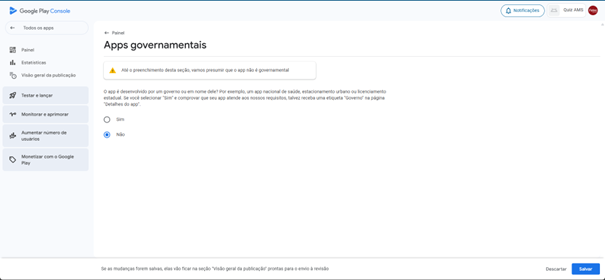 Google Play Console
Notificações
Gold AMS
Todos os apps
Painel
Painel
Estatísticas
Visão geral da publicação
Testar e lançar
Monitorar e aprimorar
Aumentar número de
usuários
Monetizar com o Google
Play
Apps governamentais
Até o preenchimento desta seção, vamos presumir que o app não é governamental
O app é desenvolvido por um governo ou em nome dele? Por exemplo, um app nacional de saúde, estacionamento urbano ou licenciamento
estadual. Se você selecionar "Sim" e comprovar que seu app atende aos nossos requisitos, talvez receba uma etiqueta "Governo" na página
"Detalhes do app".
Sim
Não
Se as mudanças forem salvas, elas vão ficar na seção "Visão geral da publicação" prontas para o envio à revisão
Descartar
Salvar